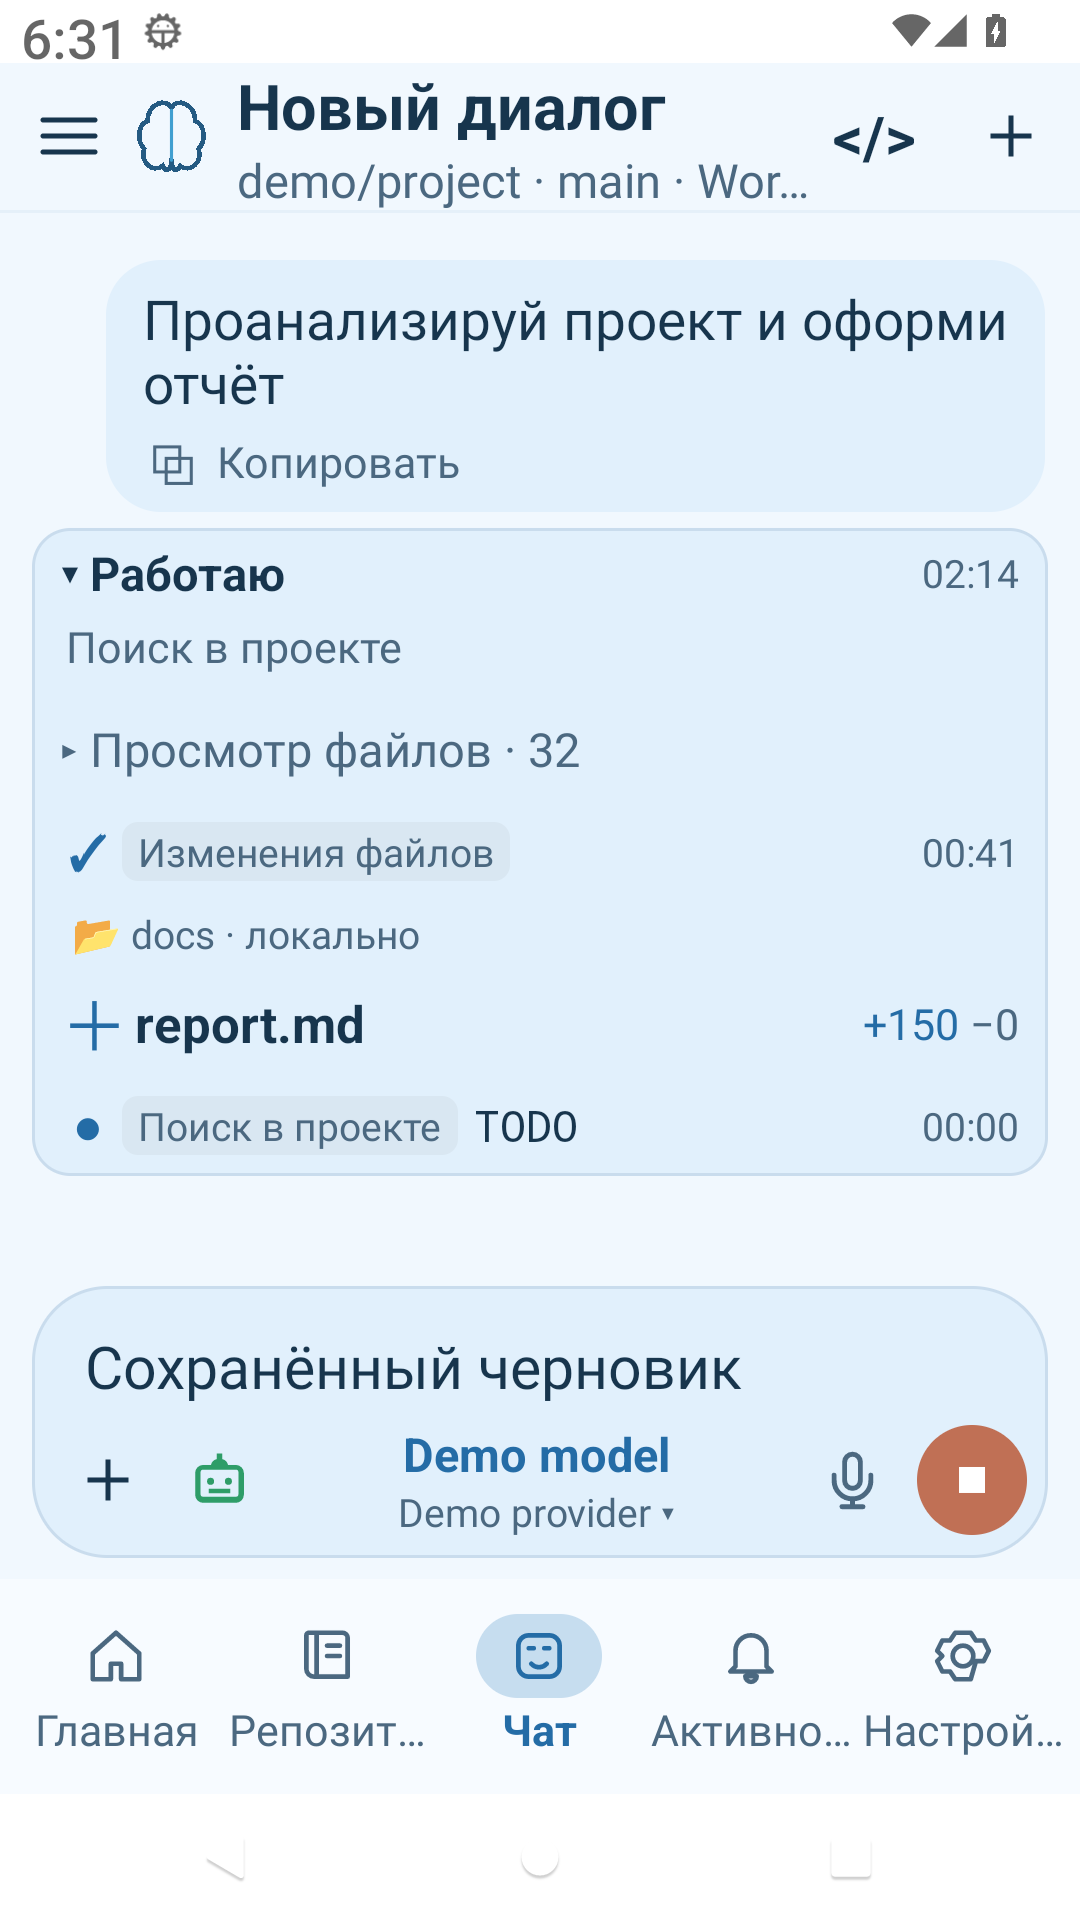 6:31
Новый диалог
demo/project · main · Wor...
</>
Проанализируй проект и оформи
отчёт
Копировать
▾ Работаю 02:14
Поиск в проекте
▸ Просмотр файлов · 32
✓ Изменения файлов 00:41
docs · локально
+ report.md +150 −0
● Поиск в проекте TODO 00:00
Сохранённый черновик
Demo model
Demo provider ▾
Главная Репозит... Чат Активно... Настрой...